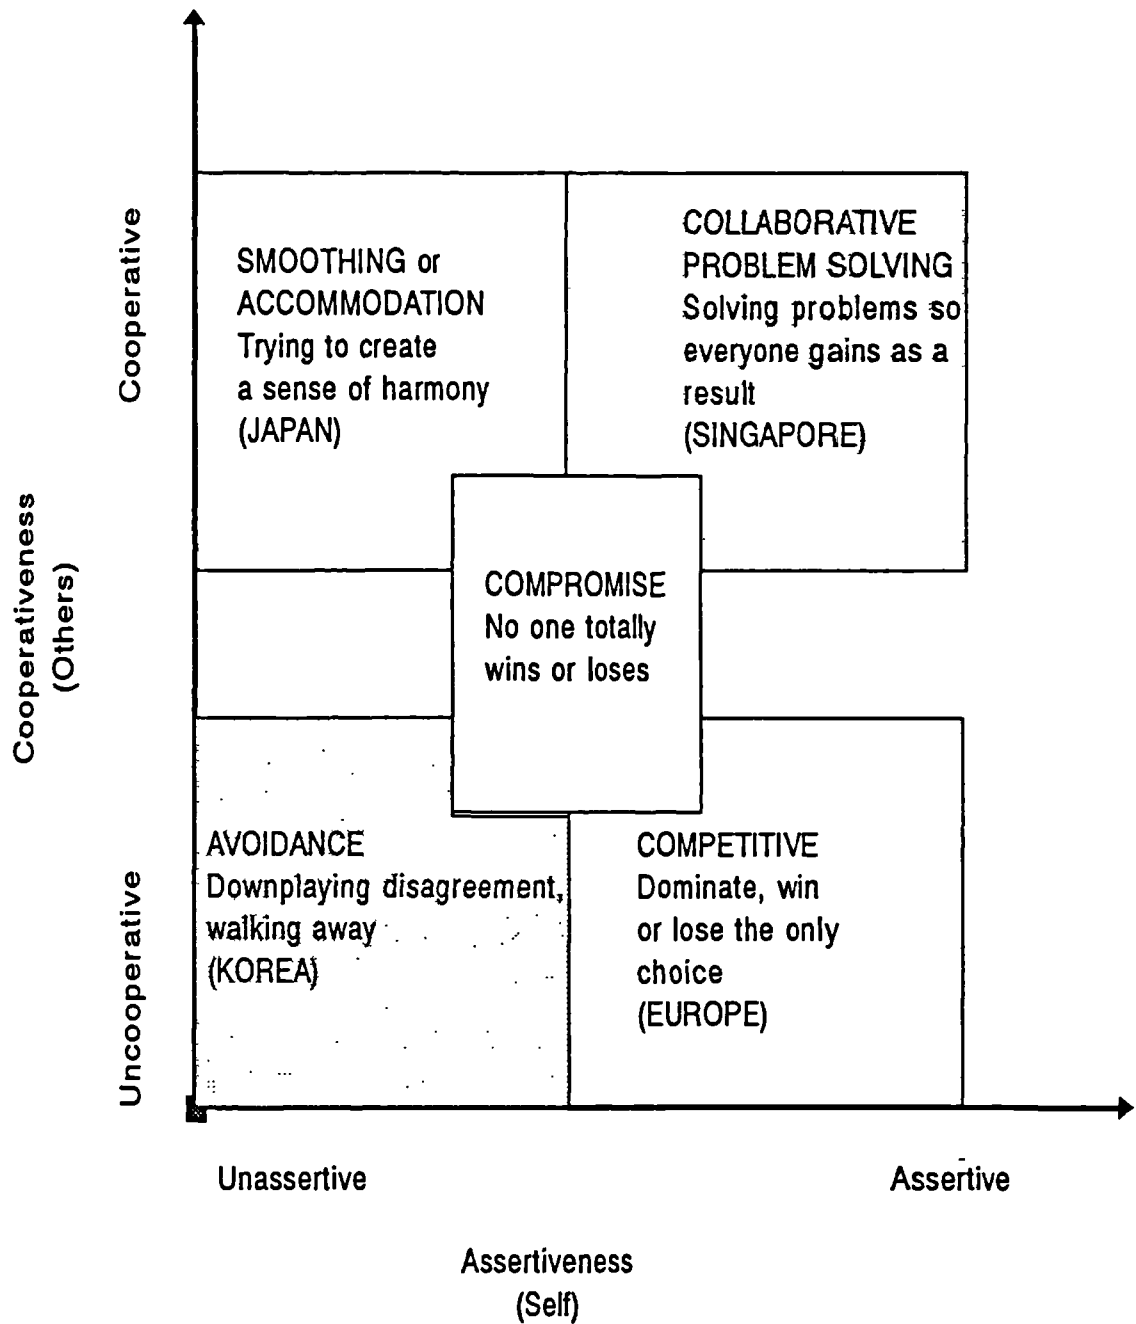 Cooperative
SMOOTHING or
ACCOMMODATION
Trying to create
a sense of harmony
(JAPAN)
COLLABORATIVE
PROBLEM SOLVING
Solving problems so
everyone gains as a
result
(SINGAPORE)
Cooperativeness
(Others)
COMPROMISE
No one totally
wins or loses
Uncooperative
AVOIDANCE
Downplaying disagreement,
walking away
(KOREA)
COMPETITIVE
Dominate, win
or lose the only
choice
(EUROPE)
Unassertive
Assertive
Assertiveness
(Self)